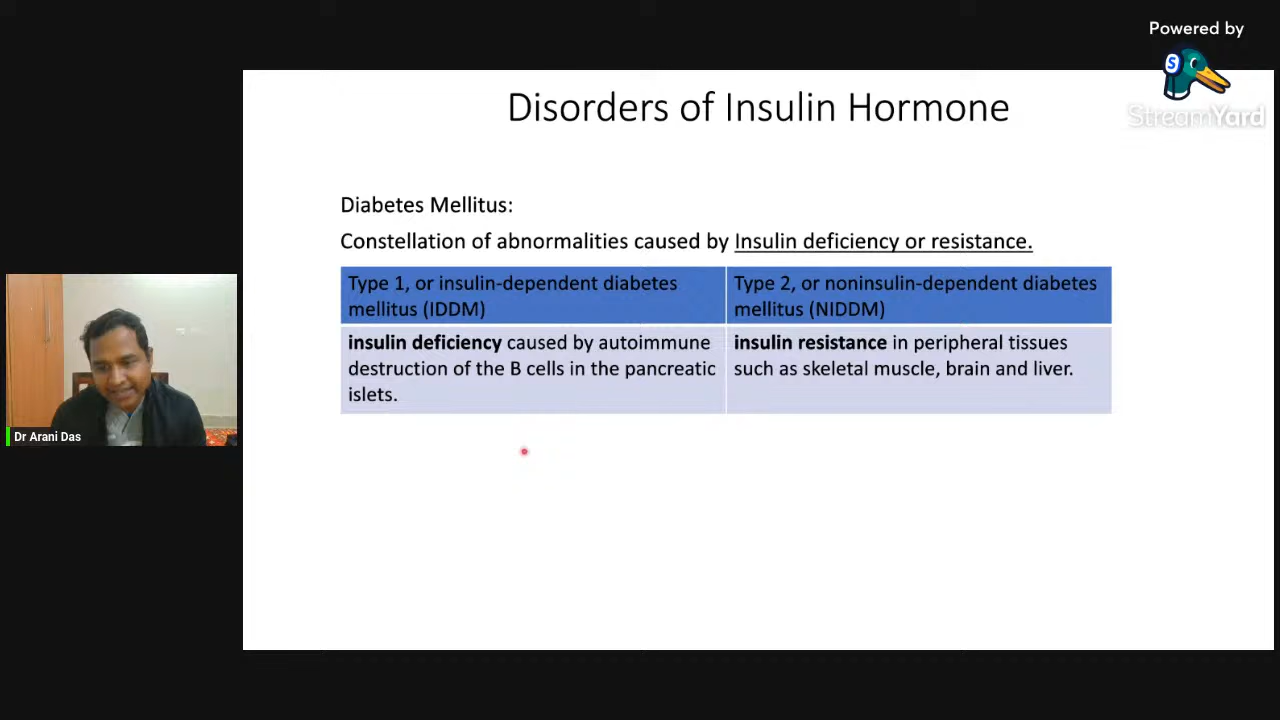 Powered by
StreamYard
Disorders of Insulin Hormone
Diabetes Mellitus:
Constellation of abnormalities caused by Insulin deficiency or resistance.
Type 1, or insulin-dependent diabetes
mellitus (IDDM)
Type 2, or noninsulin-dependent diabetes
mellitus (NIDDM)
insulin deficiency caused by autoimmune
destruction of the B cells in the pancreatic
islets.
insulin resistance in peripheral tissues
such as skeletal muscle, brain and liver.
Dr Arani Das